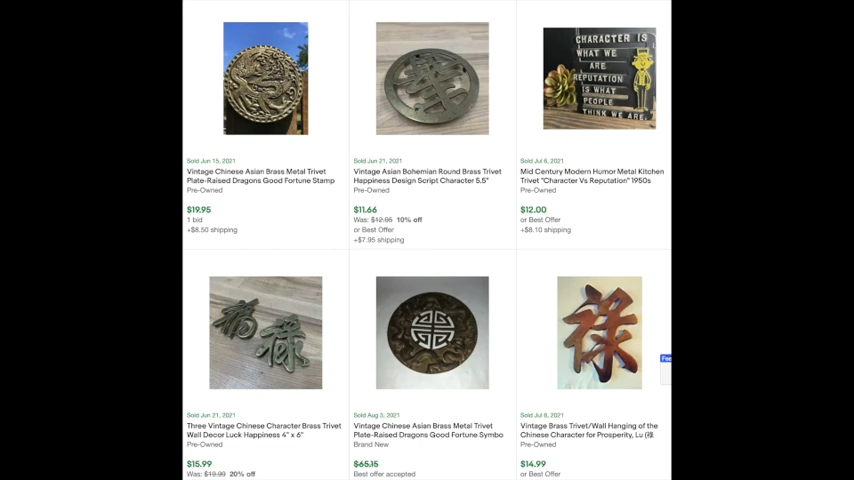 CHARACTER IS
WHAT WE
ARE
REPUTATION
IS WHAT
PEOPLE
THINK WE ARE.
Sold Jun 15, 2021
Vintage Chinese Asian Brass Metal Trivet
Plate-Raised Dragons Good Fortune Stamp
Pre-Owned
$19.95
1 bid
+$8.50 shipping
Sold Jun 21, 2021
Vintage Asian Bohemian Round Brass Trivet
Happiness Design Script Character 5.5"
Pre-Owned
$11.66
Was: $12.95 10% off
or Best Offer
+$7.95 shipping
Sold Jul 6, 2021
Mid Century Modern Humor Metal Kitchen
Trivet "Character Vs Reputation" 1950s
Pre-Owned
$12.00
or Best Offer
+$8.10 shipping
福 祿
祿
Sold Jun 21, 2021
Three Vintage Chinese Character Brass Trivet
Wall Decor Luck Happiness 4" x 6"
Pre-Owned
$15.99
Was: $19.99 20% off
Sold Aug 3, 2021
Vintage Chinese Asian Brass Metal Trivet
Plate-Raised Dragons Good Fortune Symbo
Brand New
$65.15
Best offer accepted
Sold Jul 6, 2021
Vintage Brass Trivet/Wall Hanging of the
Chinese Character for Prosperity, Lu (祿
Pre-Owned
$14.99
or Best Offer
Fee